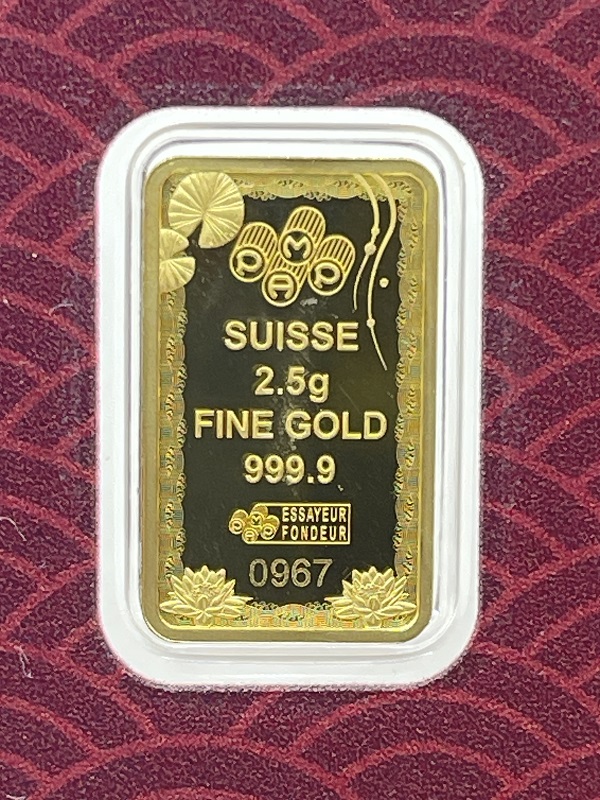 PAMP
SUISSE
2.5g
FINE GOLD
999.9
PAMP ESSAYEUR
FONDEUR
0967